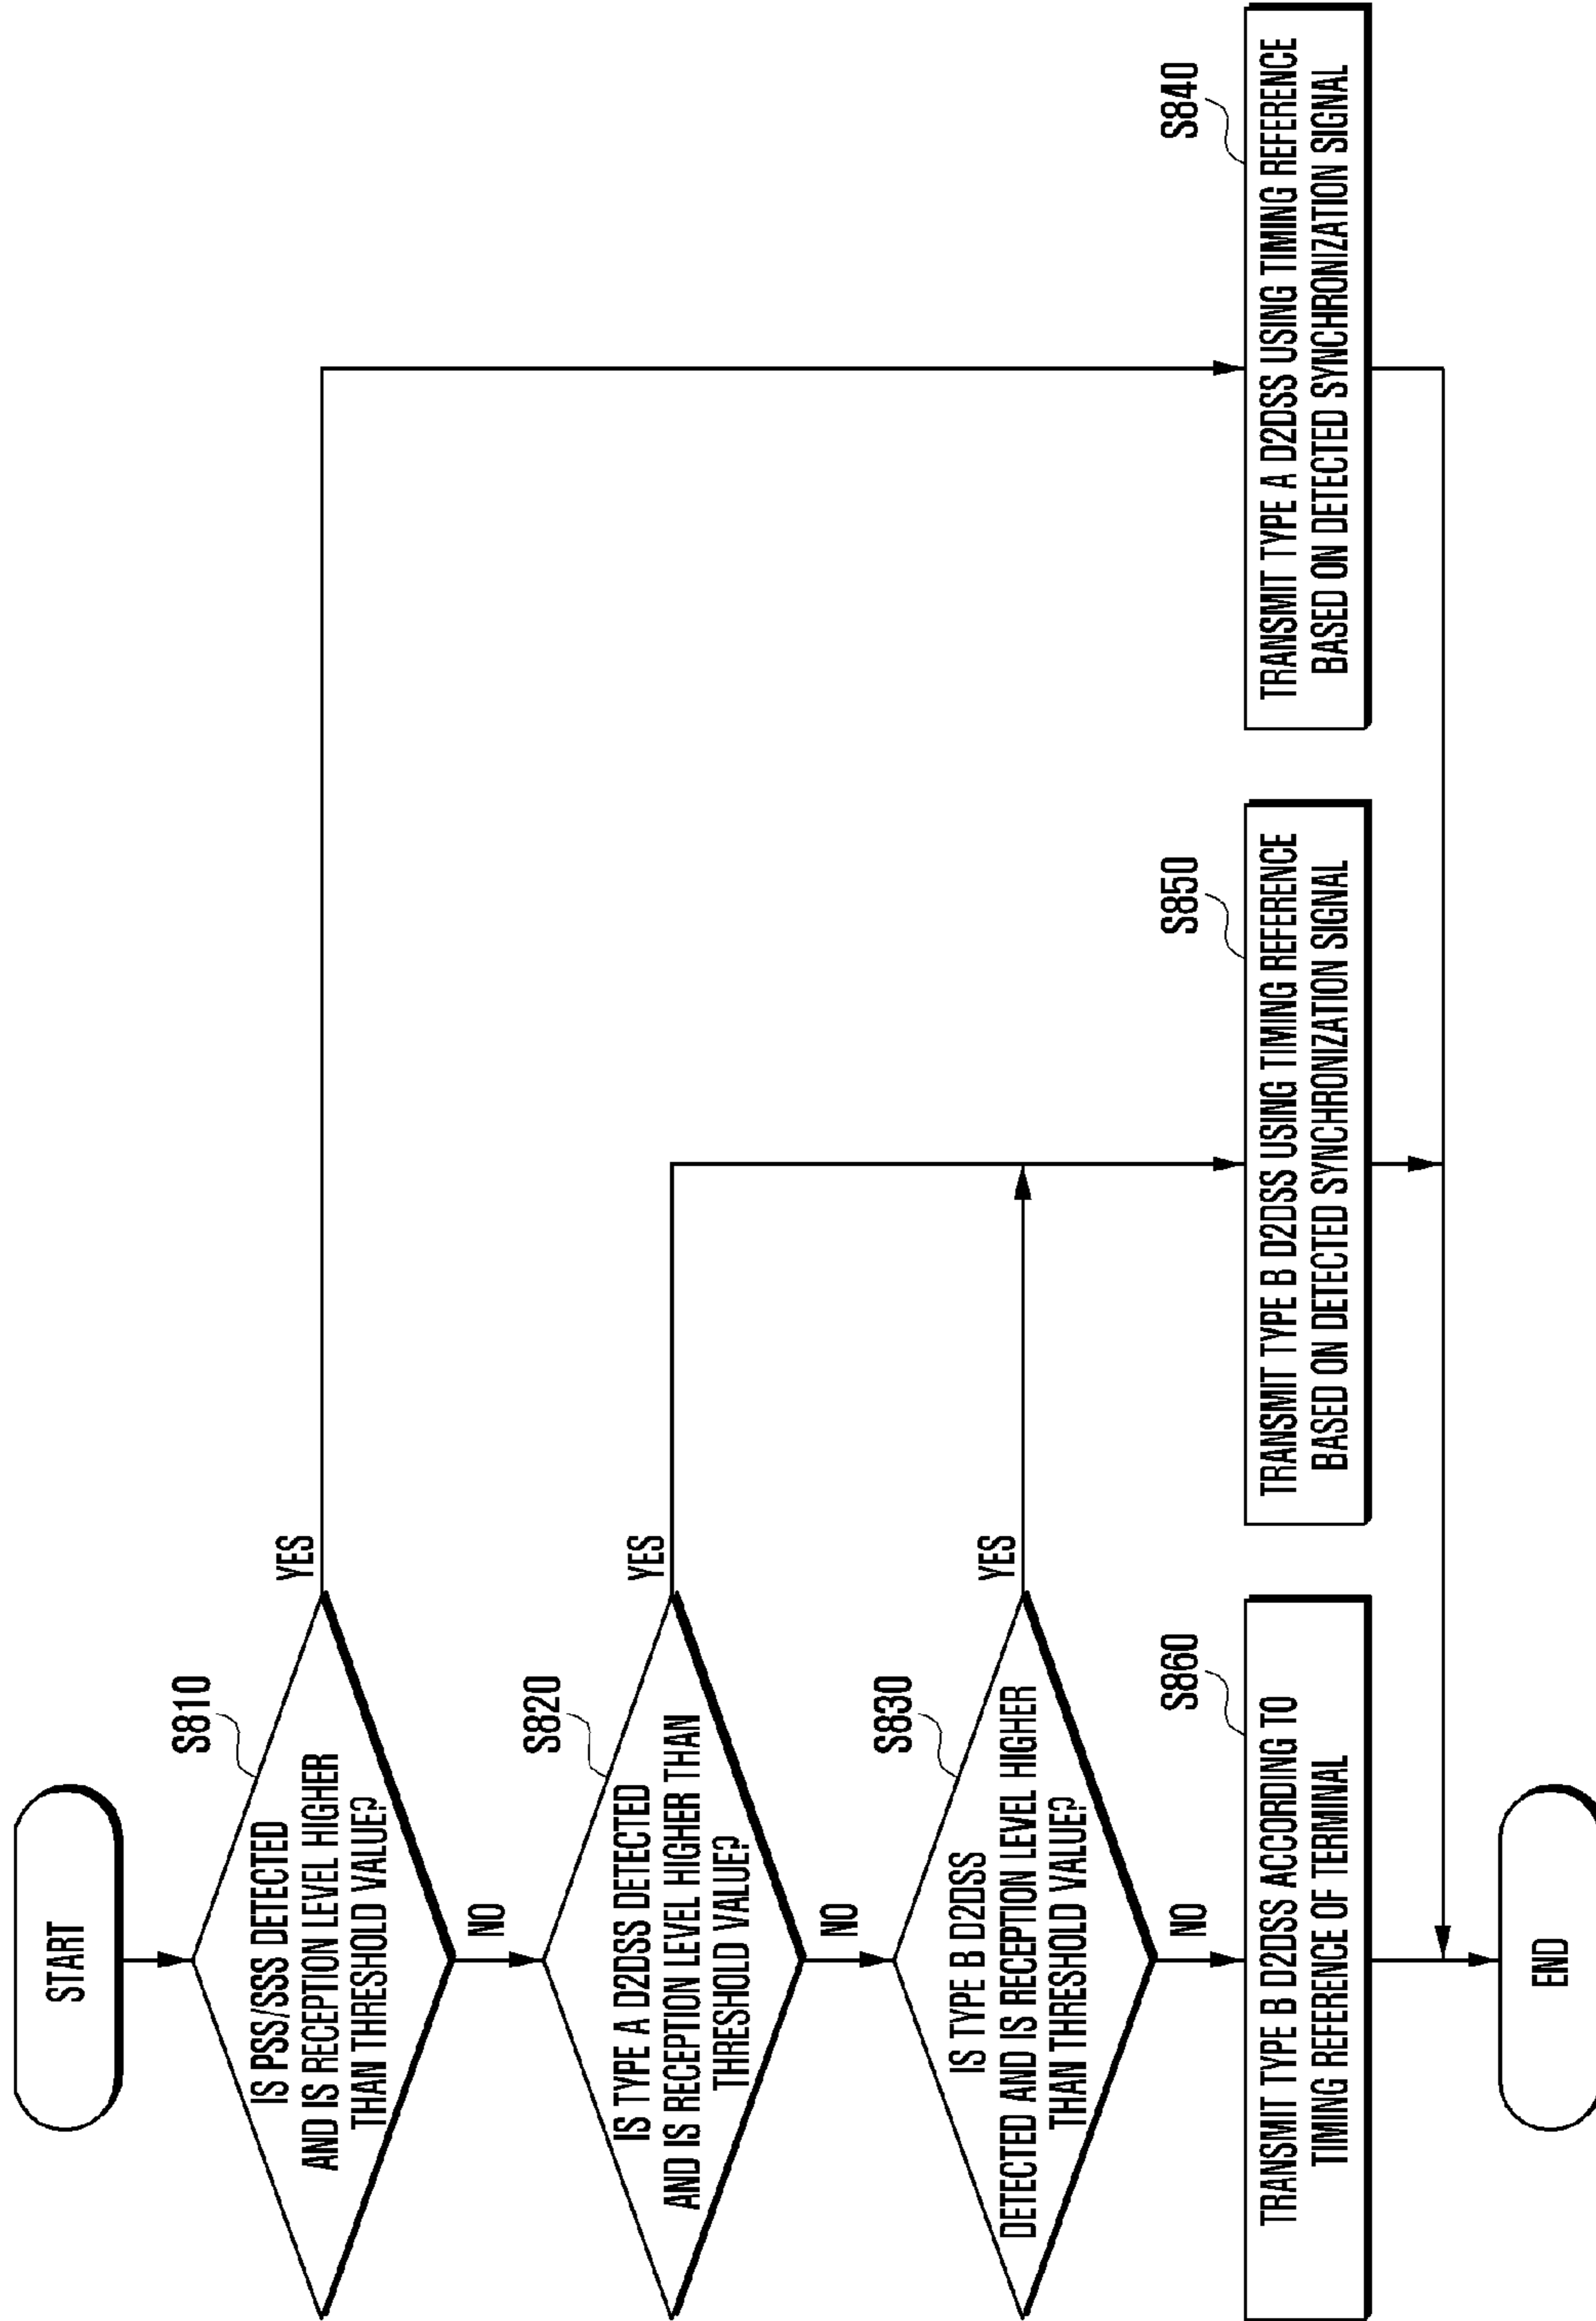 START
S810
IS PSS/SSS DETECTED
AND IS RECEPTION LEVEL HIGHER
THAN THRESHOLD VALUE?
YES
NO
S820
IS TYPE A D2DSS DETECTED
AND IS RECEPTION LEVEL HIGHER THAN
THRESHOLD VALUE?
YES
NO
S830
IS TYPE B D2DSS
DETECTED AND IS RECEPTION LEVEL HIGHER
THAN THRESHOLD VALUE?
YES
NO
S860
TRANSMIT TYPE B D2DSS ACCORDING TO
TIMING REFERENCE OF TERMINAL
S850
TRANSMIT TYPE B D2DSS USING TIMING REFERENCE
BASED ON DETECTED SYNCHRONIZATION SIGNAL
S840
TRANSMIT TYPE A D2DSS USING TIMING REFERENCE
BASED ON DETECTED SYNCHRONIZATION SIGNAL
END